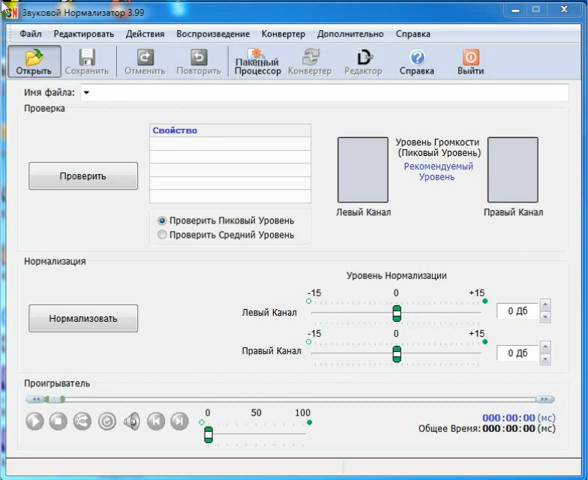 Звуковой Нормализатор 3.99
Файл Редактировать Действия Воспроизведение Конвертер Дополнительно Справка
Открыть Сохранить Отменить Повторить Пакетный Процессор Конвертер Редактор Справка Выйти
Имя файла:
Проверка
Свойство
Проверить
Уровень Громкости
(Пиковый Уровень)
Рекомендуемый
Уровень
Левый Канал Правый Канал
Проверить Пиковый Уровень
Проверить Средний Уровень
Нормализация
Уровень Нормализации
-15 0 +15
Левый Канал 0 Дб
Нормализовать
-15 0 +15
Правый Канал 0 Дб
Проигрыватель
0 50 100
000:00:00 (мс)
Общее Время: 000:00:00 (мс)